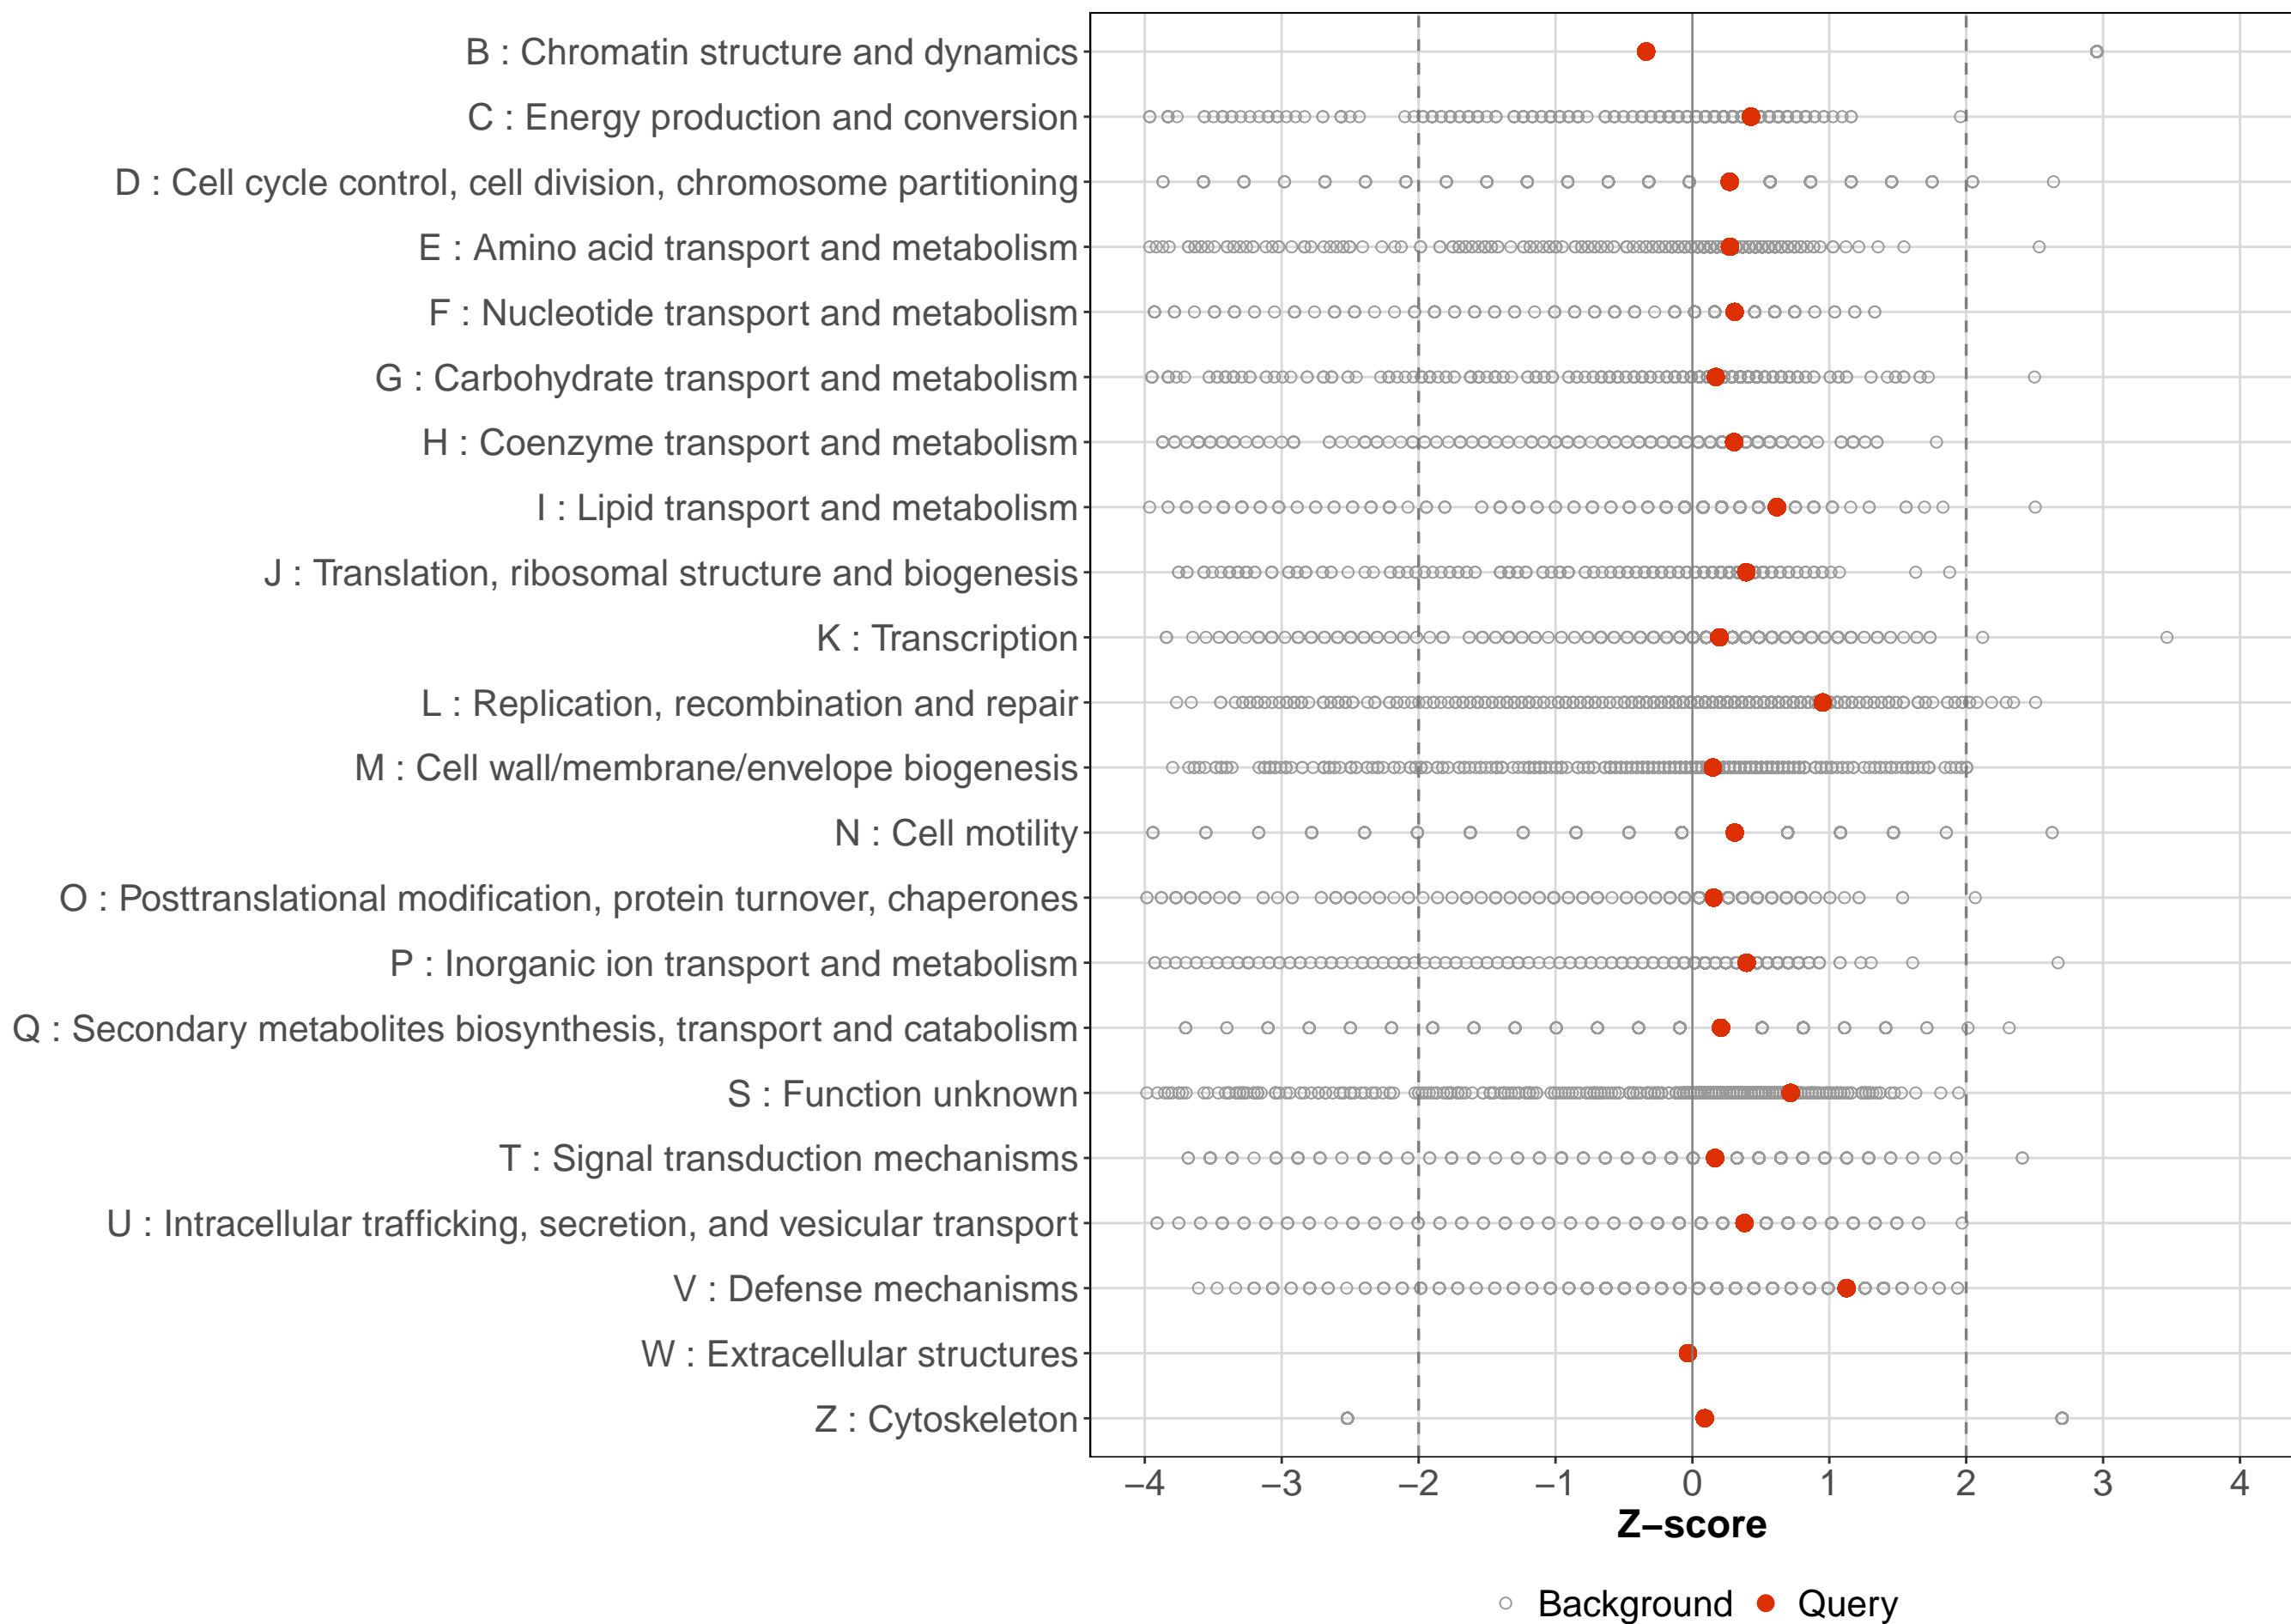 B : Chromatin structure and dynamics
C : Energy production and conversion
D : Cell cycle control, cell division, chromosome partitioning
E : Amino acid transport and metabolism
F : Nucleotide transport and metabolism
G : Carbohydrate transport and metabolism
H : Coenzyme transport and metabolism
I : Lipid transport and metabolism
J : Translation, ribosomal structure and biogenesis
K : Transcription
L : Replication, recombination and repair
M : Cell wall/membrane/envelope biogenesis
N : Cell motility
O : Posttranslational modification, protein turnover, chaperones
P : Inorganic ion transport and metabolism
Q : Secondary metabolites biosynthesis, transport and catabolism
S : Function unknown
T : Signal transduction mechanisms
U : Intracellular trafficking, secretion, and vesicular transport
V : Defense mechanisms
W : Extracellular structures
Z : Cytoskeleton
−4 −3 −2 −1 0 1 2 3 4
Z−score
Background Query